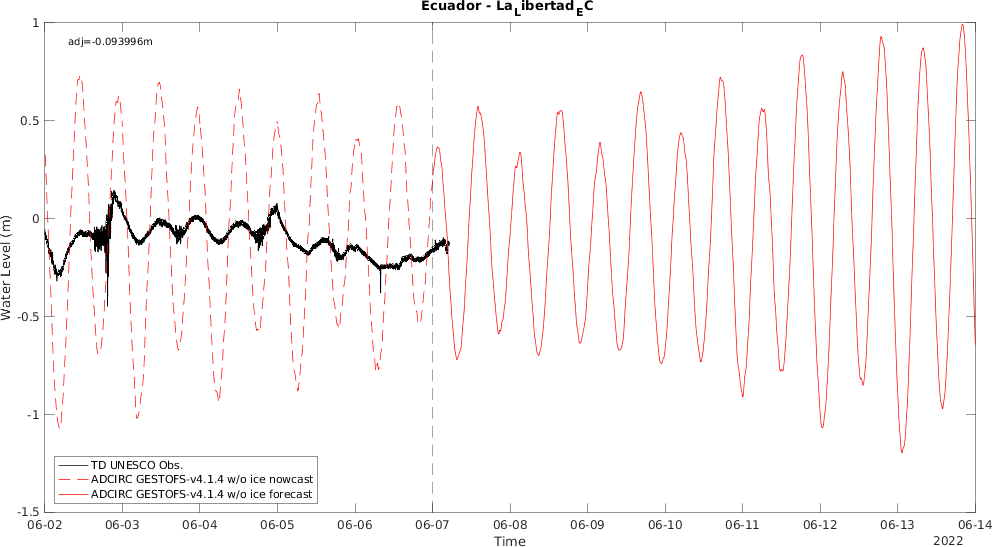 Ecuador - LaLibertadEC
adj=-0.093996m
1
0.5
0
-0.5
-1
-1.5
Water Level (m)
TD UNESCO Obs.
ADCIRC GESTOFS-v4.1.4 w/o ice nowcast
ADCIRC GESTOFS-v4.1.4 w/o ice forecast
06-02 06-03 06-04 06-05 06-06 06-07 06-08 06-09 06-10 06-11 06-12 06-13 06-14
Time
2022